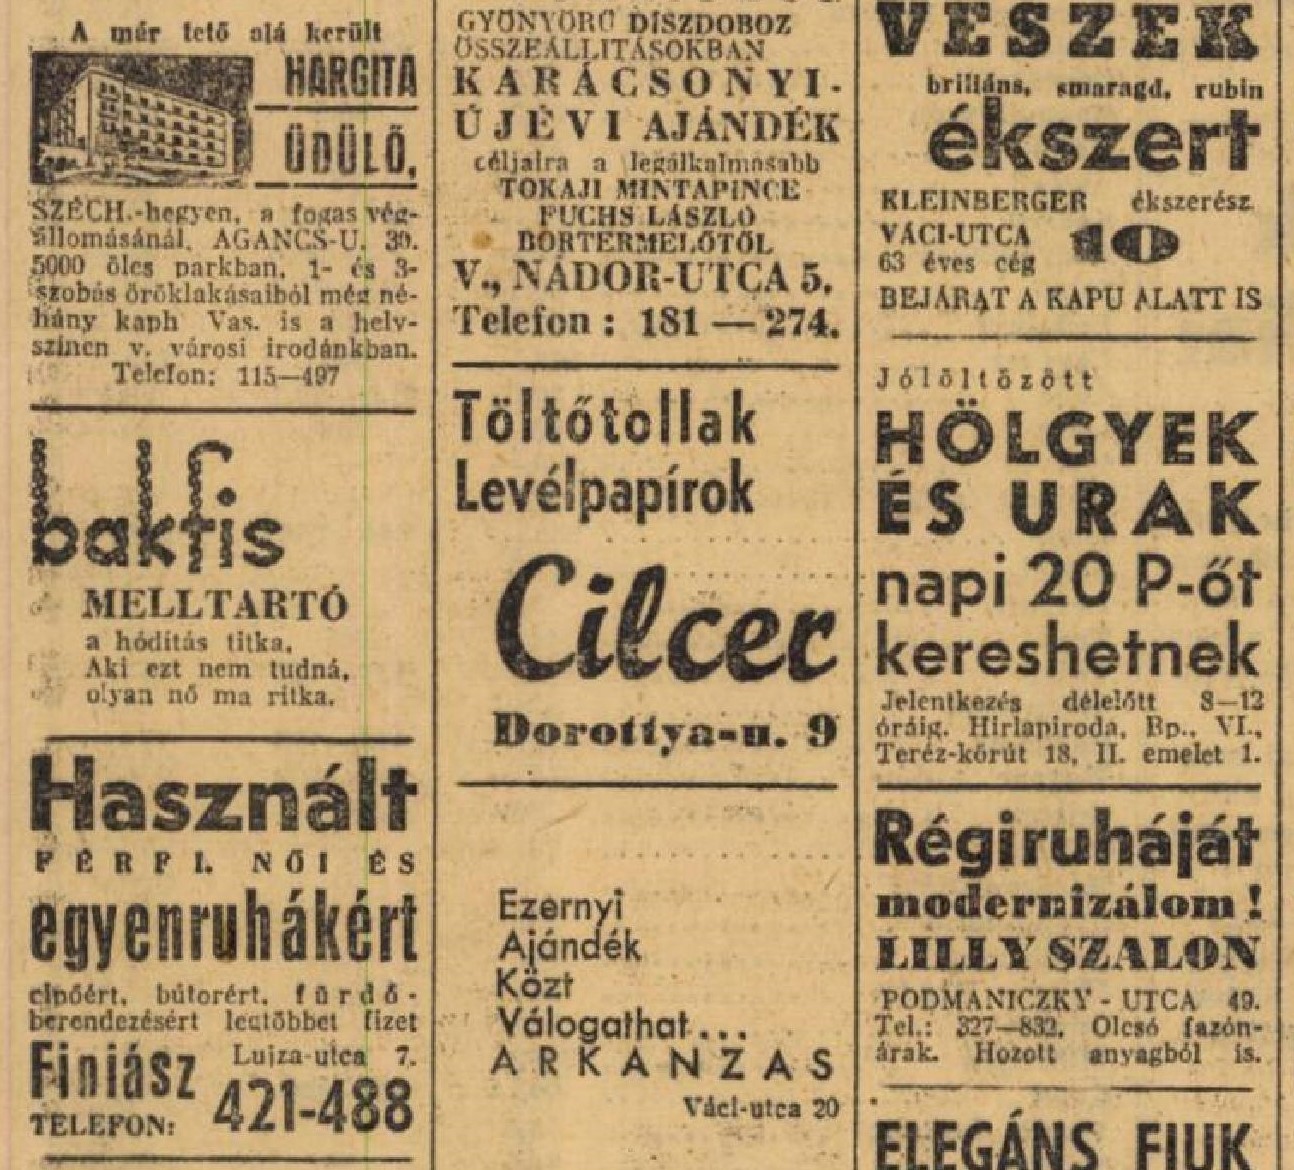 A már tető alá került
HARGITA
ÜDÜLŐ,
SZÉCH.-hegyen, a fogas vég-
állomásánál, AGANCS-U. 30.
5000 öles parkban, 1- és 3-
szobás öröklakásaiból még né-
hány kaph Vas. is a hely-
színen v. városi irodánkban.
Telefon: 115—497
bakfis
MELLTARTÓ
a hódítás titka,
Aki ezt nem tudná,
olyan nő ma ritka.
Használt
FÉRFI, NŐI ÉS
egyenruhákért
cipőért, bútorért, fürdő-
berendezésért legtöbbet fizet
Finiász Lujza-utca 7.
TELEFON: 421-488
GYÖNYÖRŰ DÍSZDOBOZ
ÖSSZEÁLLITÁSOKBAN
KARÁCSONYI-
ÚJÉVI AJÁNDÉK
céljaira a legalkalmasabb
TOKAJI MINTAPINCE
FUCHS LÁSZLÓ
BORTERMELŐTŐL
V., NÁDOR-UTCA 5.
Telefon: 181—274.
Töltőtollak
Levélpapírok
Cilcer
Dorottya-u. 9
Ezernyi
Ajándék
Közt
Válogathat...
ARKANZAS
Váci-utca 20
VESZEK
brilliáns, smaragd, rubin
ékszert
KLEINBERGER ékszerész
VÁCI-UTCA 10
63 éves cég
BEJÁRAT A KAPU ALATT IS
Jólöltözött
HÖLGYEK
ÉS URAK
napi 20 P-őt
kereshetnek
Jelentkezés délelőtt 8—12
óráig. Hirlapiroda, Bp., VI.,
Teréz-körút 18, II. emelet 1.
Régiruháját
modernizálom!
LILLY SZALON
PODMANICZKY-UTCA 49.
Tel.: 327—832. Olcsó fazón-
árak. Hozott anyagból is.
ELEGÁNS FIUK